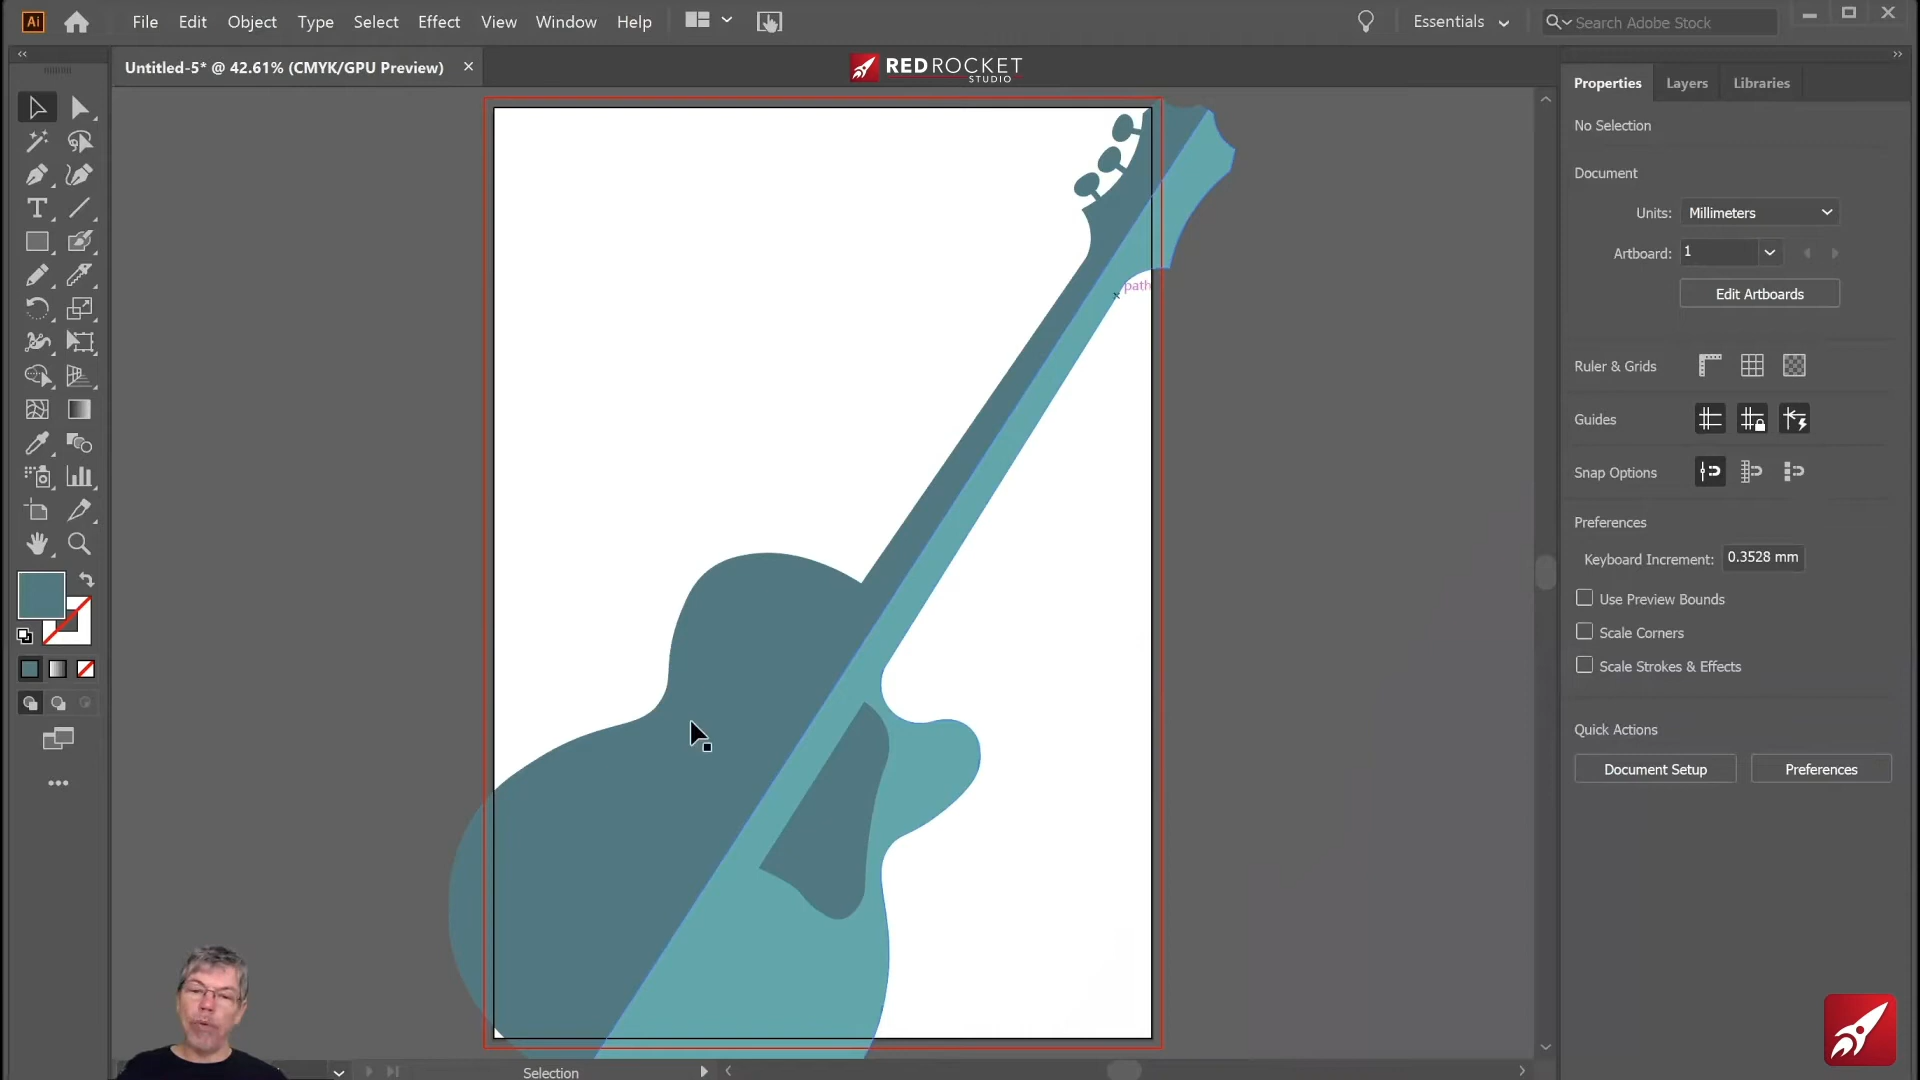 Ai File Edit Object Type Select Effect View Window Help Essentials Search Adobe Stock
Untitled-5* @ 42.61% (CMYK/GPU Preview)
REDROCKET
STUDIO
Properties Layers Libraries
No Selection
Document
Units: Millimeters
Artboard: 1
Edit Artboards
Ruler & Grids
Guides
Snap Options
Preferences
Keyboard Increment: 0.3528 mm
Use Preview Bounds
Scale Corners
Scale Strokes & Effects
Quick Actions
Document Setup Preferences
path
Selection